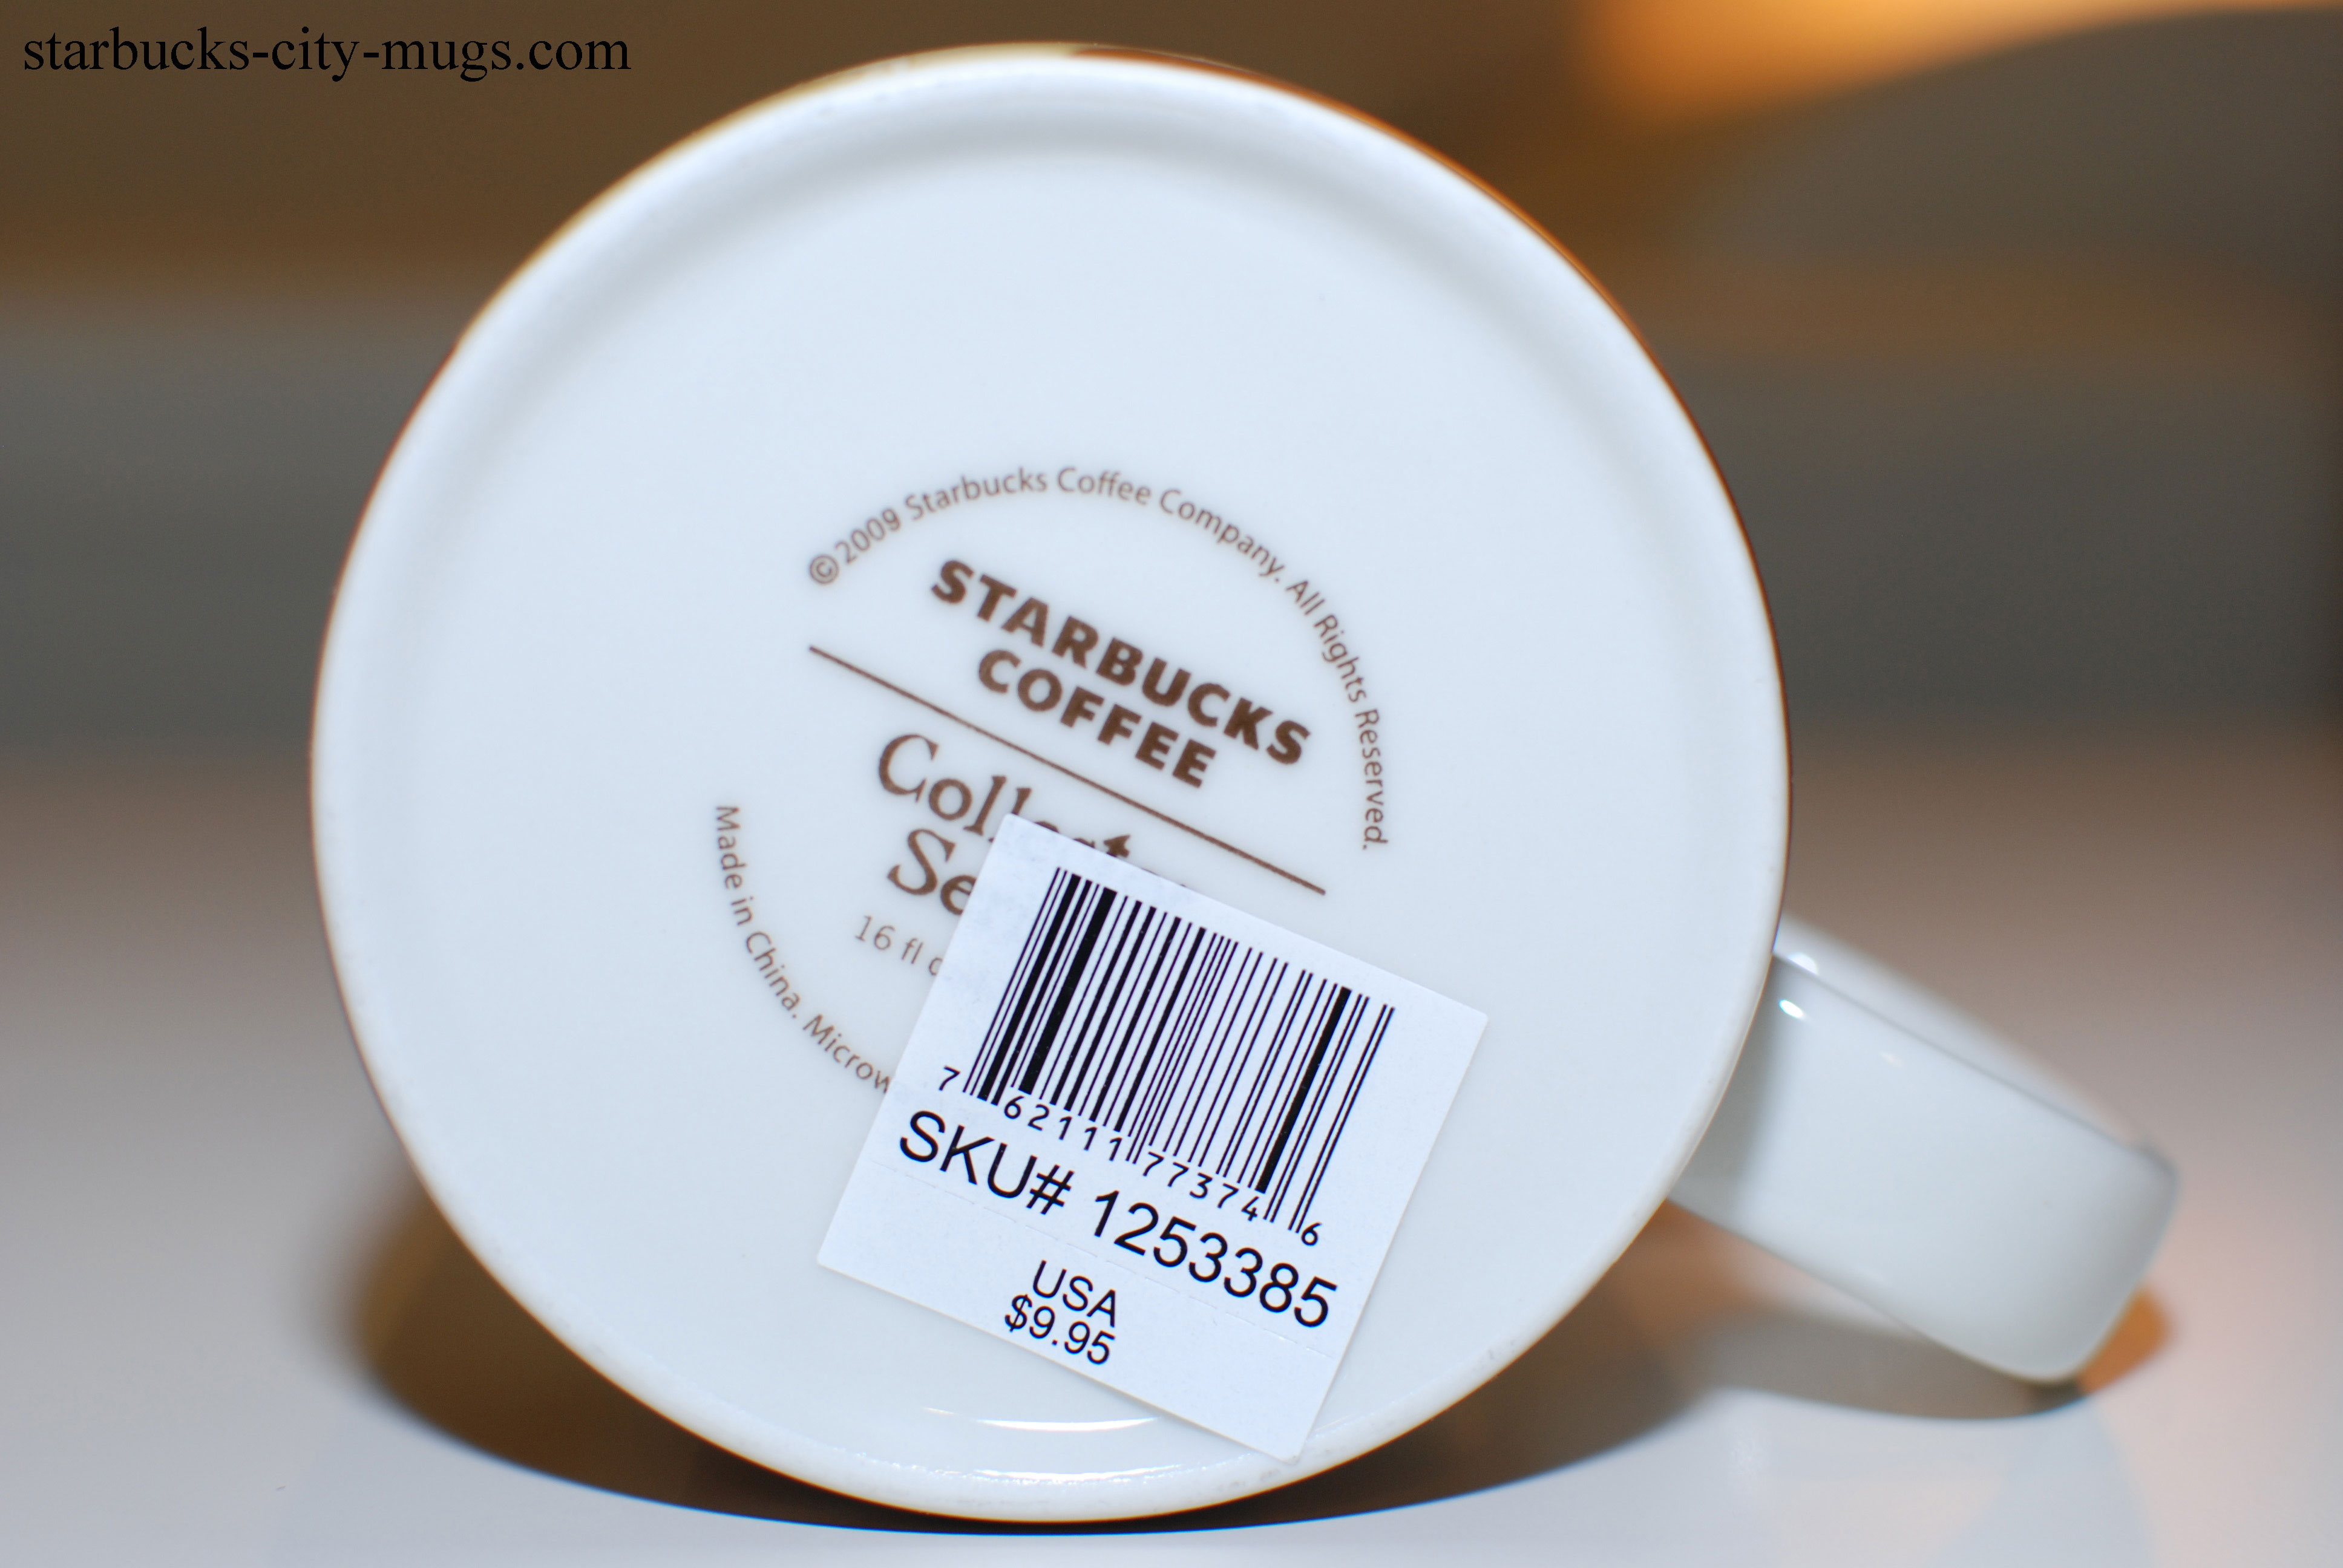 starbucks-city-mugs.com
© 2009 Starbucks Coffee Company. All Rights Reserved.
STARBUCKS
COFFEE
16 fl
Made in China.
7 62111 77374 6
SKU# 1253385
USA
$9.95